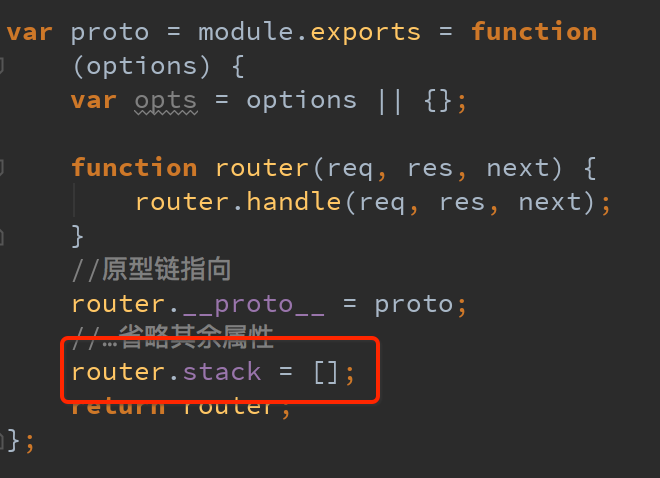 var proto = module.exports = function
(options) {
var opts = options || {};
function router(req, res, next) {
router.handle(req, res, next);
}
//原型链指向
router.__proto__ = proto;
//…省略其余属性
router.stack = [];
return router;
};